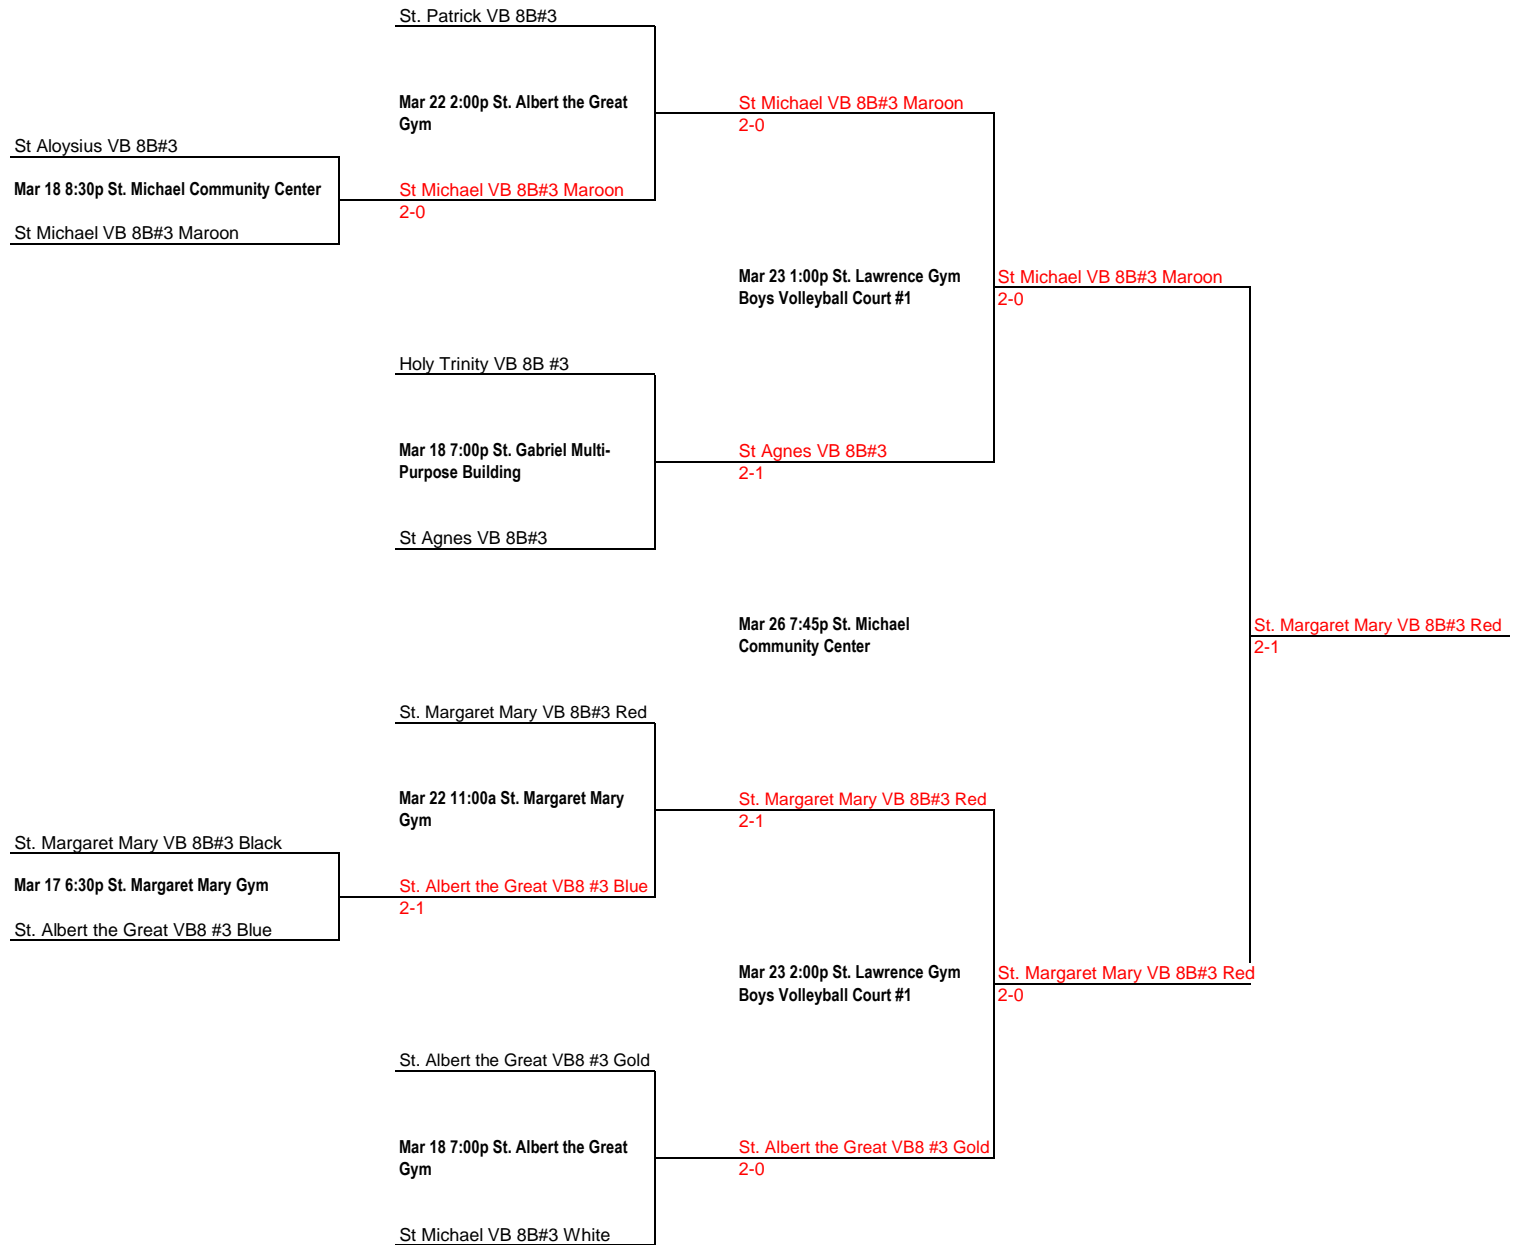 St. Patrick VB 8B#3
Mar 22 2:00p St. Albert the Great
Gym
St Michael VB 8B#3 Maroon
2-0
St Aloysius VB 8B#3
Mar 18 8:30p St. Michael Community Center
St Michael VB 8B#3 Maroon
2-0
St Michael VB 8B#3 Maroon
Mar 23 1:00p St. Lawrence Gym
Boys Volleyball Court #1
St Michael VB 8B#3 Maroon
2-0
Holy Trinity VB 8B #3
Mar 18 7:00p St. Gabriel Multi-
Purpose Building
St Agnes VB 8B#3
2-1
St Agnes VB 8B#3
Mar 26 7:45p St. Michael
Community Center
St. Margaret Mary VB 8B#3 Red
2-1
St. Margaret Mary VB 8B#3 Red
Mar 22 11:00a St. Margaret Mary
Gym
St. Margaret Mary VB 8B#3 Red
2-1
St. Margaret Mary VB 8B#3 Black
Mar 17 6:30p St. Margaret Mary Gym
St. Albert the Great VB8 #3 Blue
2-1
St. Albert the Great VB8 #3 Blue
Mar 23 2:00p St. Lawrence Gym
Boys Volleyball Court #1
St. Margaret Mary VB 8B#3 Red
2-0
St. Albert the Great VB8 #3 Gold
Mar 18 7:00p St. Albert the Great
Gym
St. Albert the Great VB8 #3 Gold
2-0
St Michael VB 8B#3 White